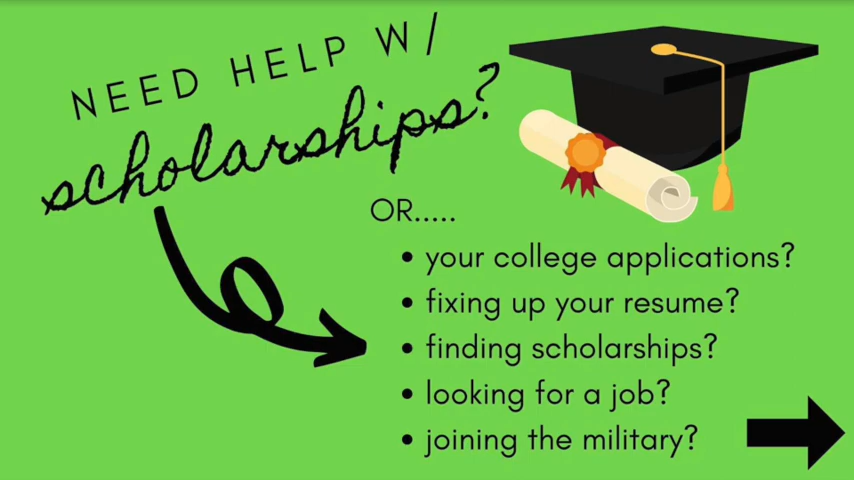 NEED HELP W/
scholarships?
OR.....
• your college applications?
• fixing up your resume?
• finding scholarships?
• looking for a job?
• joining the military?